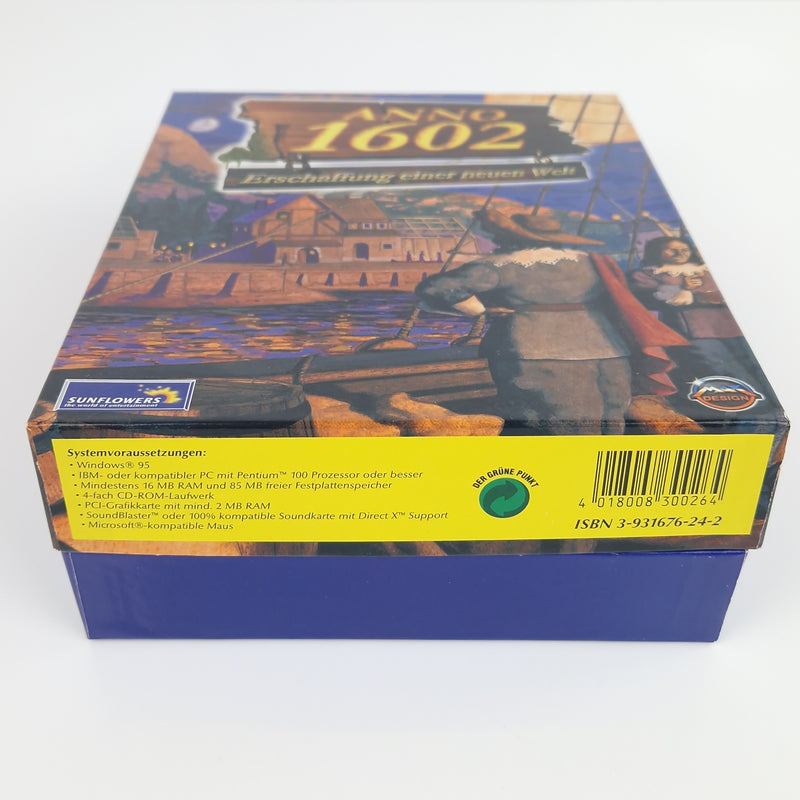 ANNO
1602
Erschaffung einer neuen Welt
SUNFLOWERS
the world of entertainment
MAX
DESIGN
Systemvoraussetzungen:
• Windows® 95
• IBM- oder kompatibler PC mit Pentium™ 100 Prozessor oder besser
• Mindestens 16 MB RAM und 85 MB freier Festplattenspeicher
• 4-fach CD-ROM-Laufwerk
• PCI-Grafikkarte mit mind. 2 MB RAM
• SoundBlaster™ oder 100% kompatible Soundkarte mit Direct X™ Support
• Microsoft®-kompatible Maus
DER GRÜNE PUNKT
4 018008 300264
ISBN 3-931676-24-2